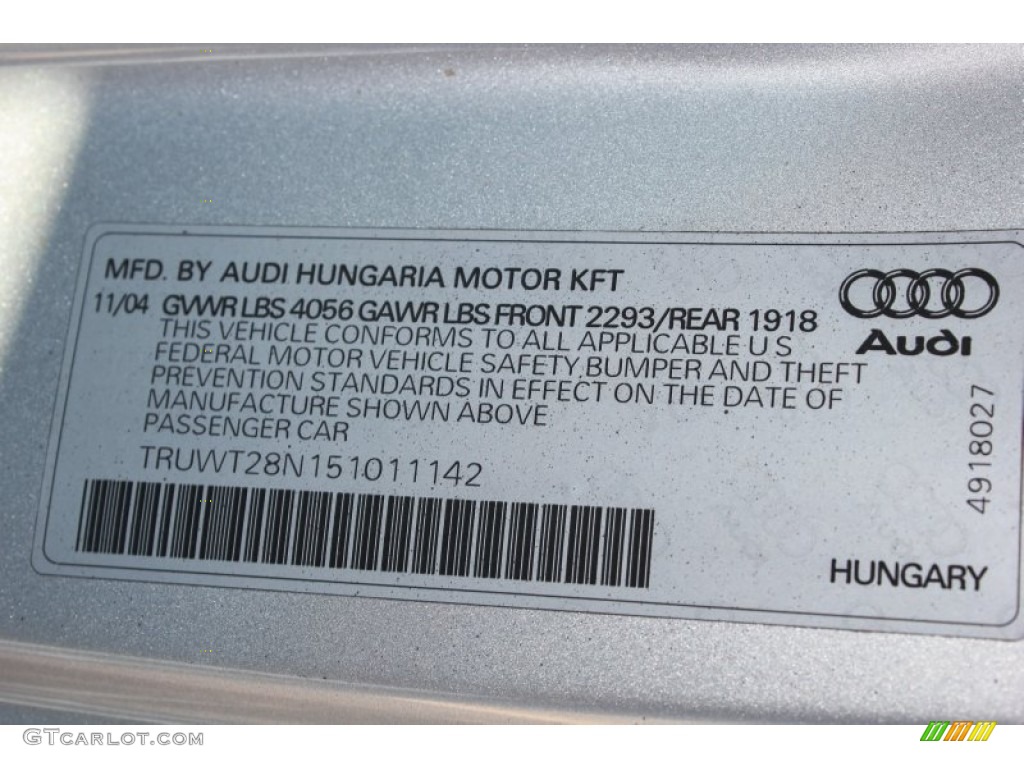 MFD. BY AUDI HUNGARIA MOTOR KFT
11/04 GVWR LBS 4056 GAWR LBS FRONT 2293/REAR 1918
THIS VEHICLE CONFORMS TO ALL APPLICABLE U S
FEDERAL MOTOR VEHICLE SAFETY, BUMPER AND THEFT
PREVENTION STANDARDS IN EFFECT ON THE DATE OF
MANUFACTURE SHOWN ABOVE
PASSENGER CAR
TRUWT28N151011142
Audi
4918027
HUNGARY
GTCarlot.com